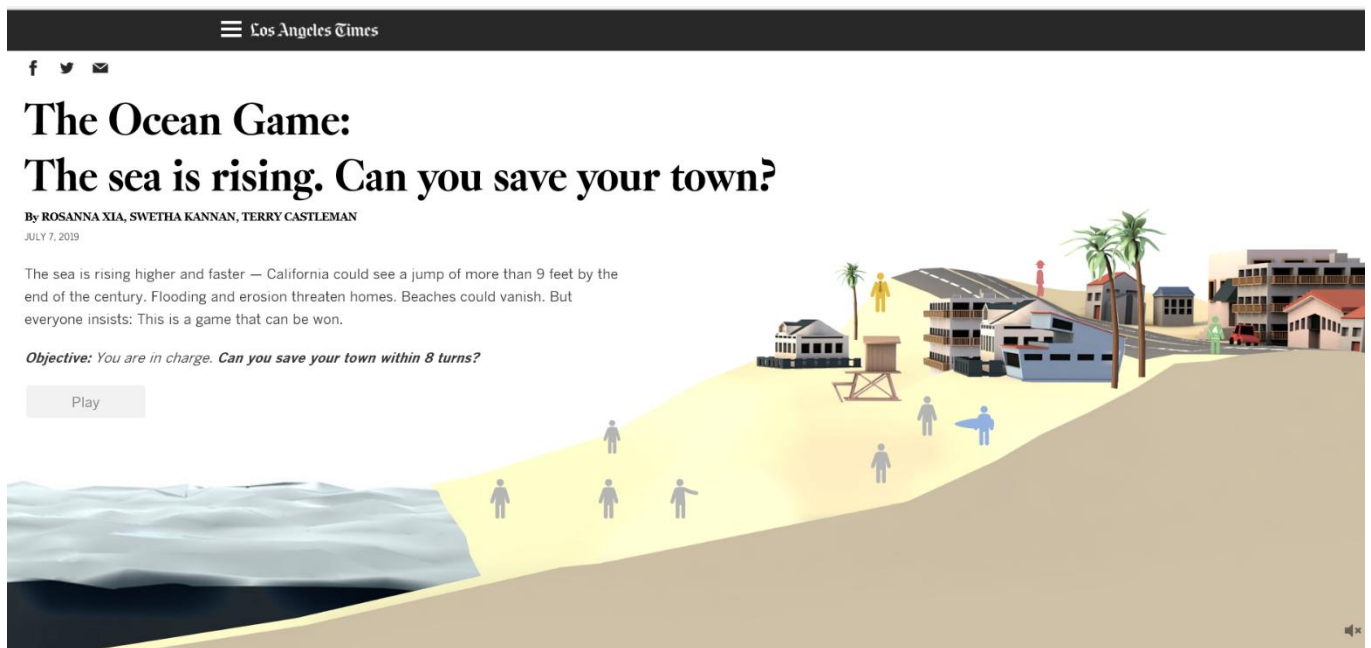 Los Angeles Times
The Ocean Game:
The sea is rising. Can you save your town?
By ROSANNA XIA, SWETHA KANNAN, TERRY CASTLEMAN
JULY 7, 2019
The sea is rising higher and faster — California could see a jump of more than 9 feet by the
end of the century. Flooding and erosion threaten homes. Beaches could vanish. But
everyone insists: This is a game that can be won.
Objective: You are in charge. Can you save your town within 8 turns?
Play